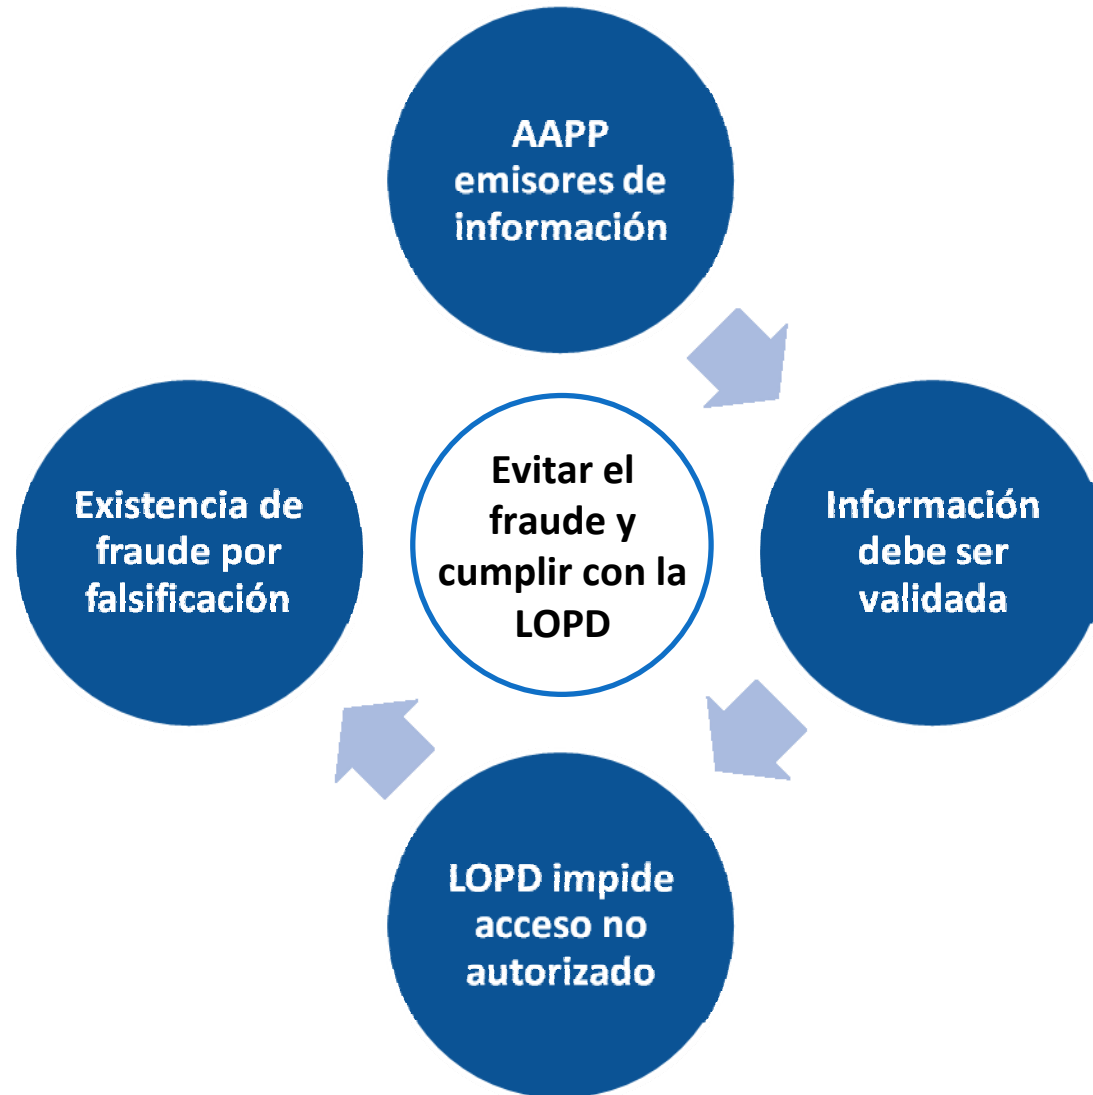 AAPP
emisores de
información
Información
debe ser
validada
LOPD impide
acceso no
autorizado
Existencia de
fraude por
falsificación
Evitar el
fraude y
cumplir con la
LOPD